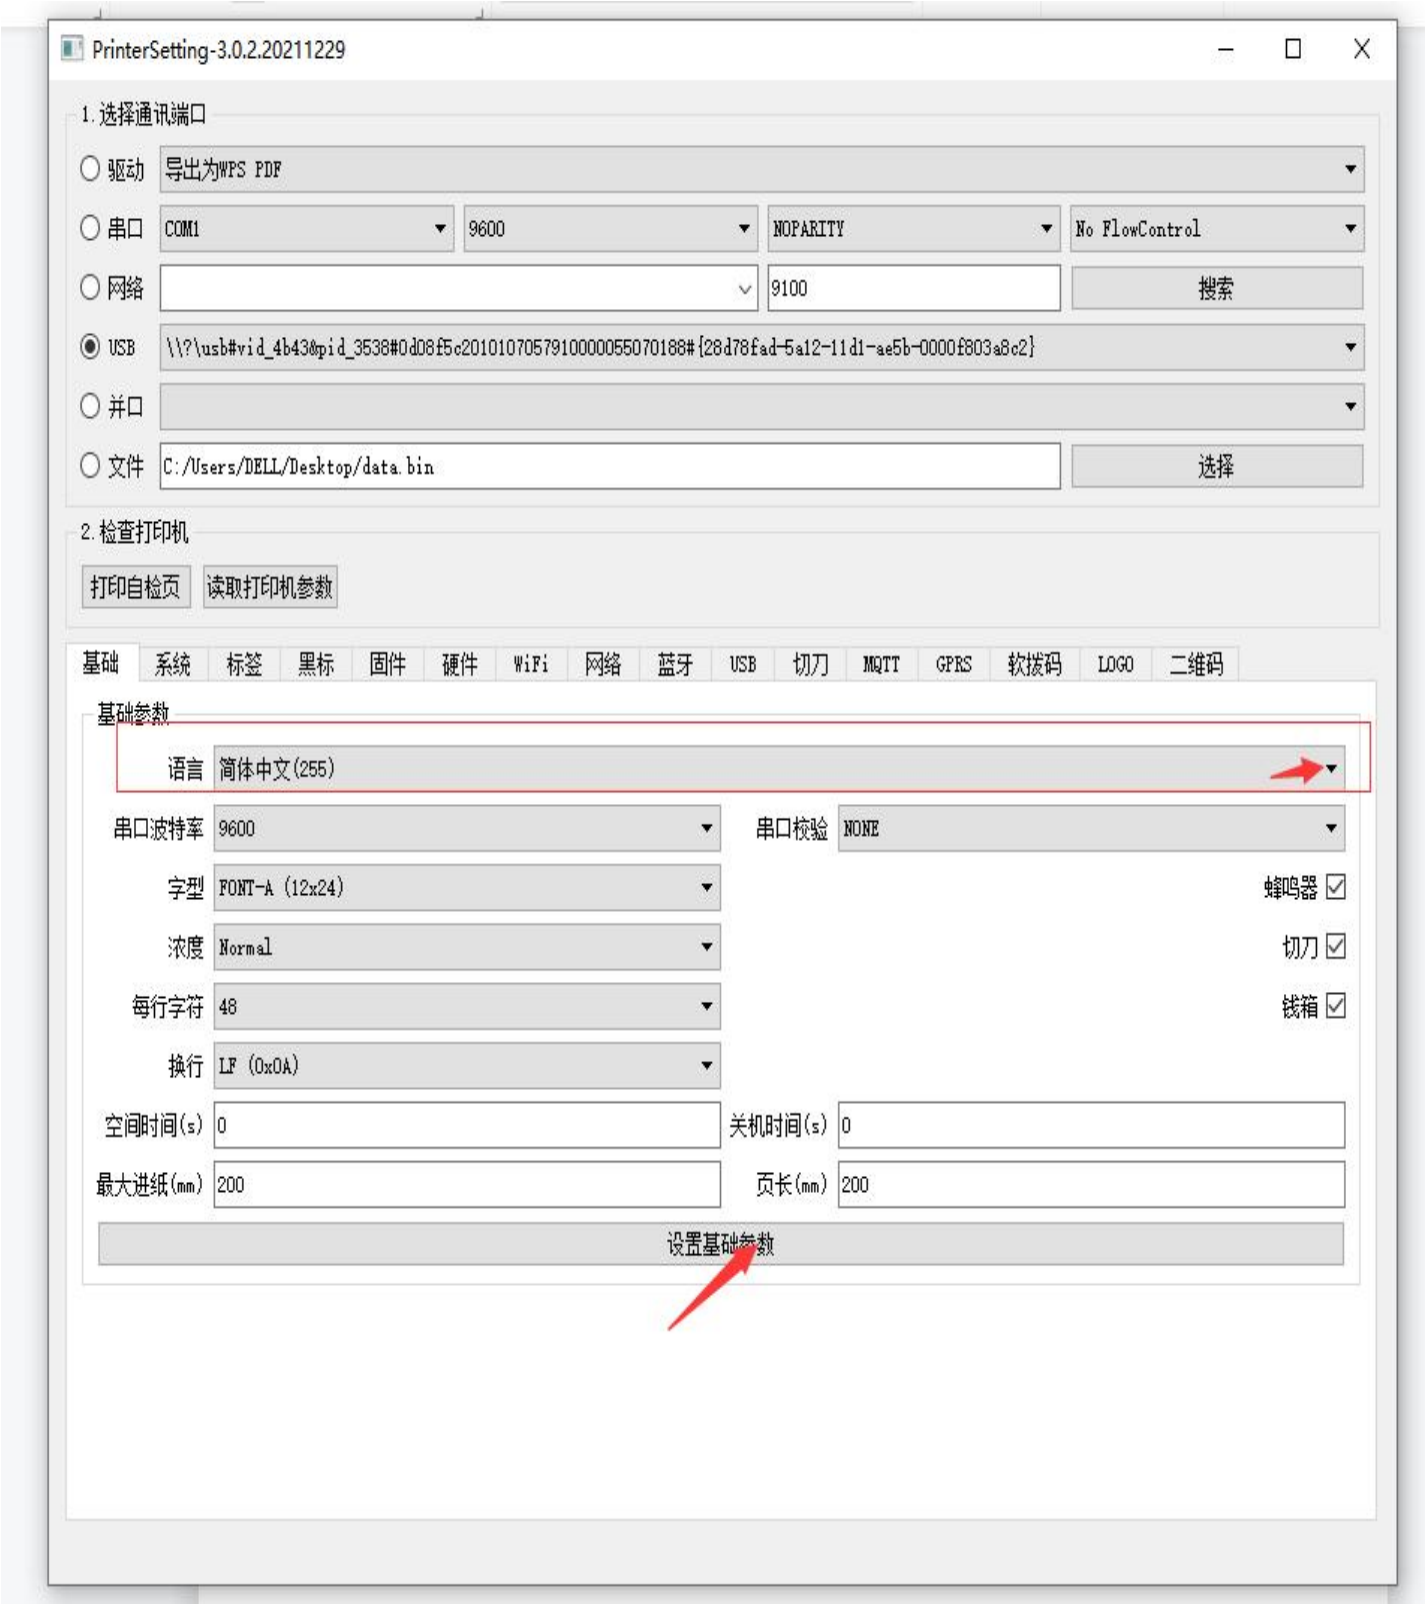 PrinterSetting-3.0.2.20211229
1.选择通讯端口
驱动 导出为WPS PDF
串口 COM1 9600 NOPARITY No FlowControl
网络 9100 搜索
USB \\?\usb#vid_4b43&pid_3538#0d08f5c2010107057910000055070188#{28d78fad-5a12-11d1-ae5b-0000f803a8c2}
并口
文件 C:/Users/DELL/Desktop/data.bin 选择
2.检查打印机
打印自检页 读取打印机参数
基础 系统 标签 黑标 固件 硬件 WiFi 网络 蓝牙 USB 切刀 MQTT GPRS 软拨码 LOGO 二维码
基础参数
语言 简体中文(255)
串口波特率 9600 串口校验 NONE
字型 FONT-A (12x24) 蜂鸣器
浓度 Normal 切刀
每行字符 48 钱箱
换行 LF (0x0A)
空闲时间(s) 0 关机时间(s) 0
最大进纸(mm) 200 页长(mm) 200
设置基础参数